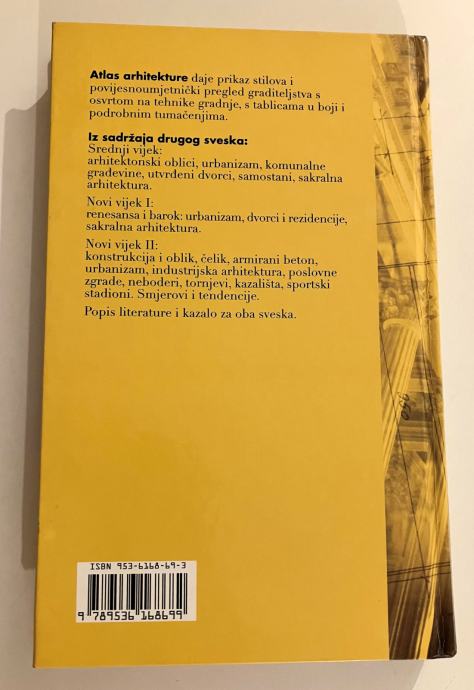 Atlas arhitekture daje prikaz stilova i
povijesnoumjetnički pregled graditeljstva s
osvrtom na tehnike gradnje, s tablicama u boji i
podrobnim tumačenjima.
Iz sadržaja drugog sveska:
Srednji vijek:
arhitektonski oblici, urbanizam, komunalne
građevine, utvrđeni dvorci, samostani, sakralna
arhitektura.
Novi vijek I:
renesansa i barok: urbanizam, dvorci i rezidencije,
sakralna arhitektura.
Novi vijek II:
konstrukcija i oblik, čelik, armirani beton,
urbanizam, industrijska arhitektura, poslovne
zgrade, neboderi, tornjevi, kazališta, sportski
stadioni. Smjerovi i tendencije.
Popis literature i kazalo za oba sveska.
ISBN 953-6168-69-3
9 789536 168699